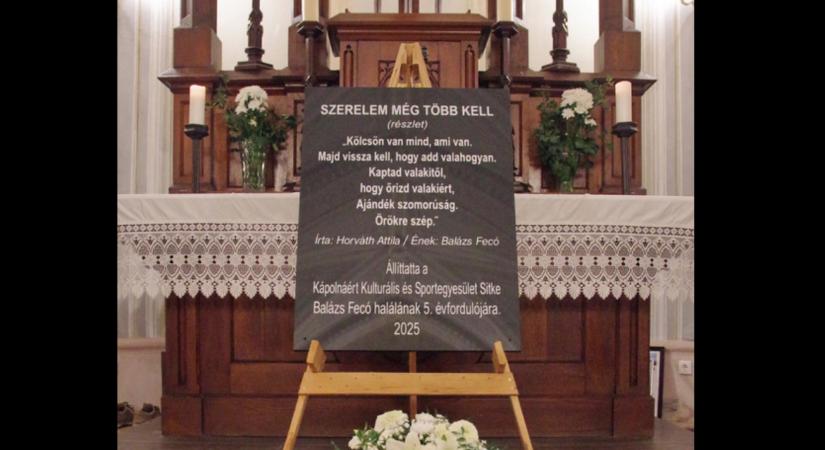 SZERELEM MÉG TÖBB KELL
(részlet)
„Kölcsön van mind, ami van.
Majd vissza kell, hogy add valahogyan.
Kaptad valakitől,
hogy őrizd valakiért,
Ajándék szomorúság.
Örökre szép.”
Írta: Horváth Attila / Ének: Balázs Fecó
Állíttatta a
Kápolnáért Kulturális és Sportegyesület Sitke
Balázs Fecó halálának 5. évfordulójára.
2025